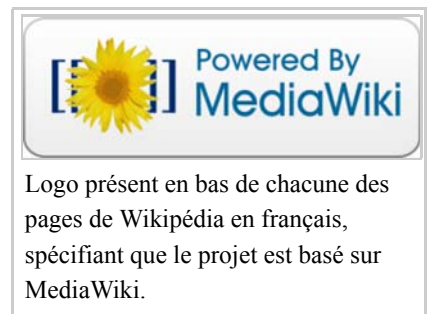 Powered By
MediaWiki
Logo présent en bas de chacune des
pages de Wikipédia en français,
spécifiant que le projet est basé sur
MediaWiki.